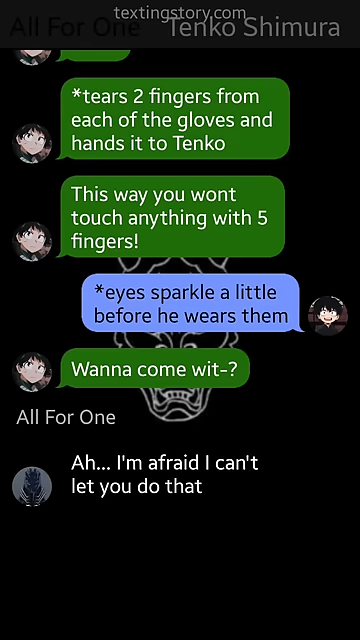 textingstory.com
All For One
Tenko Shimura
*tears 2 fingers from
each of the gloves and
hands it to Tenko
This way you wont
touch anything with 5
fingers!
*eyes sparkle a little
before he wears them
Wanna come wit-?
All For One
Ah... I'm afraid I can't
let you do that